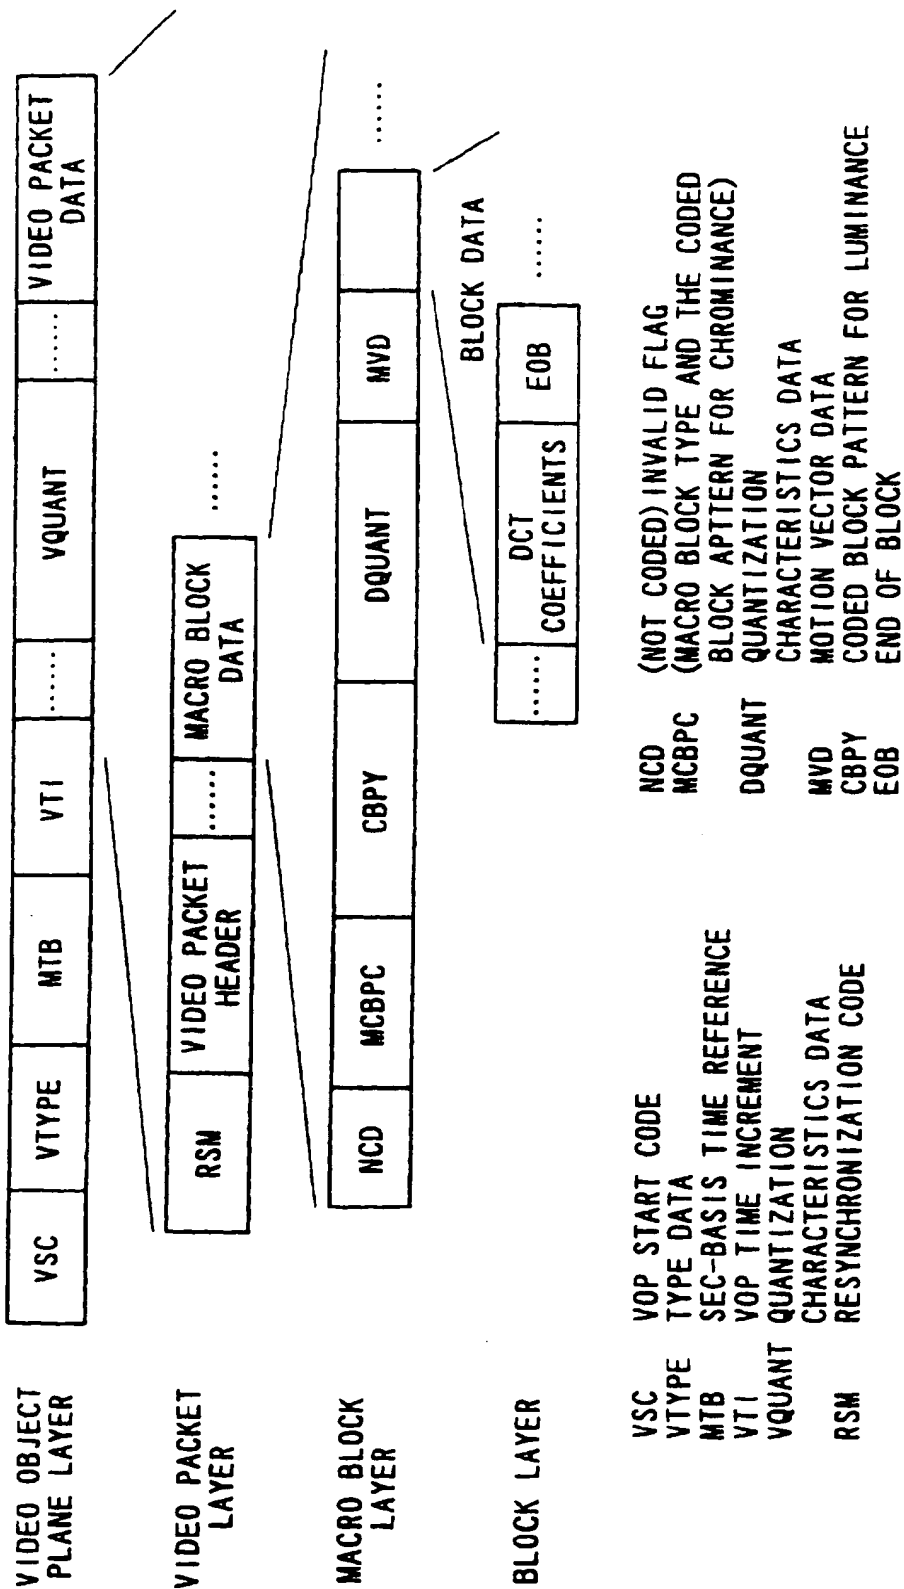 VIDEO OBJECT
PLANE LAYER
VSC
VTYPE
MTB
VTI
......
VQUANT
......
VIDEO PACKET
DATA
VIDEO PACKET
LAYER
RSM
VIDEO PACKET
HEADER
......
MACRO BLOCK
DATA
......
MACRO BLOCK
LAYER
NCD
MCBPC
CBPY
DQUANT
MVD
......
BLOCK LAYER
BLOCK DATA
......
DCT
COEFFICIENTS
EOB
......
VSC VOP START CODE
VTYPE TYPE DATA
MTB SEC-BASIS TIME REFERENCE
VTI VOP TIME INCREMENT
VQUANT QUANTIZATION
CHARACTERISTICS DATA
RSM RESYNCHRONIZATION CODE
NCD (NOT CODED) INVALID FLAG
MCBPC (MACRO BLOCK TYPE AND THE CODED
BLOCK APTTERN FOR CHROMINANCE)
DQUANT QUANTIZATION
CHARACTERISTICS DATA
MVD MOTION VECTOR DATA
CBPY CODED BLOCK PATTERN FOR LUMINANCE
EOB END OF BLOCK